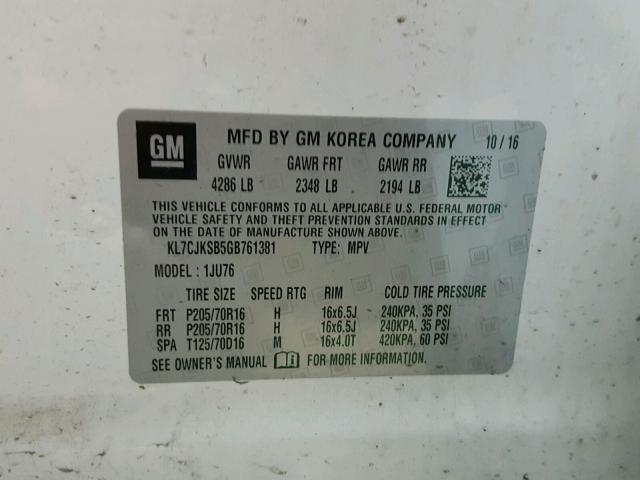 GM MFD BY GM KOREA COMPANY 10 / 16
GVWR GAWR FRT GAWR RR
4286 LB 2348 LB 2194 LB
THIS VEHICLE CONFORMS TO ALL APPLICABLE U.S. FEDERAL MOTOR
VEHICLE SAFETY AND THEFT PREVENTION STANDARDS IN EFFECT
ON THE DATE OF MANUFACTURE SHOWN ABOVE.
KL7CJKSB5GB761381 TYPE: MPV
MODEL : 1JU76
TIRE SIZE SPEED RTG RIM COLD TIRE PRESSURE
FRT P205/70R16 H 16x6.5J 240KPA, 35 PSI
RR P205/70R16 H 16x6.5J 240KPA, 35 PSI
SPA T125/70D16 M 16x4.0T 420KPA, 60 PSI
SEE OWNER'S MANUAL FOR MORE INFORMATION.